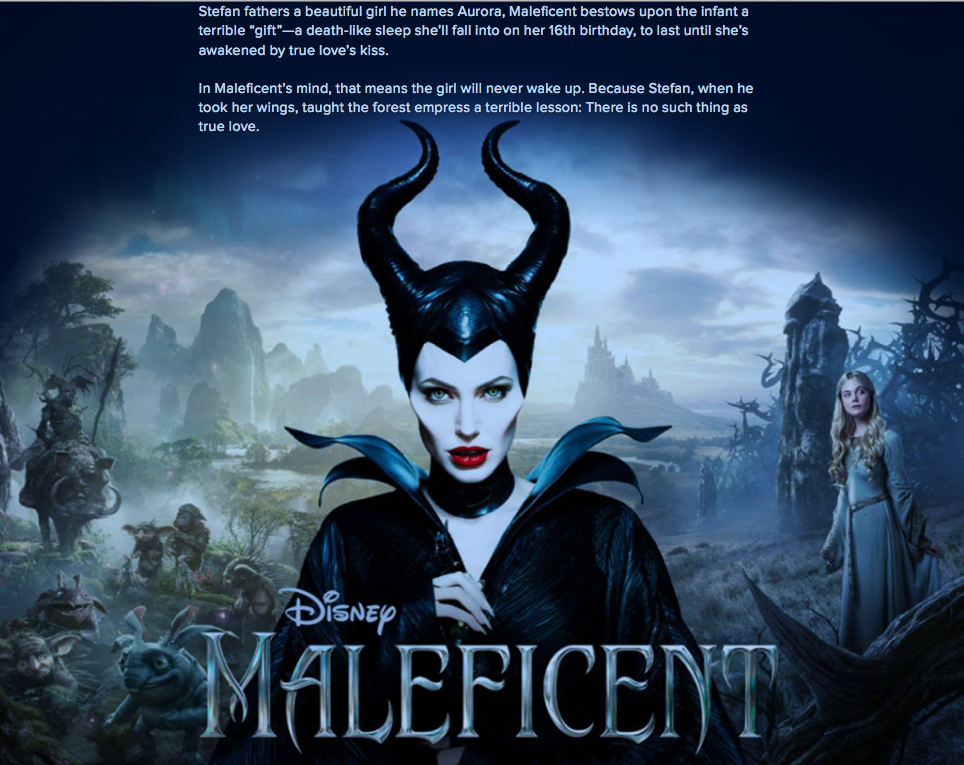 Stefan fathers a beautiful girl he names Aurora, Maleficent bestows upon the infant a
terrible “gift”—a death-like sleep she’ll fall into on her 16th birthday, to last until she’s
awakened by true love’s kiss.
In Maleficent’s mind, that means the girl will never wake up. Because Stefan, when he
took her wings, taught the forest empress a terrible lesson: There is no such thing as
true love.
Disney
MALEFICENT